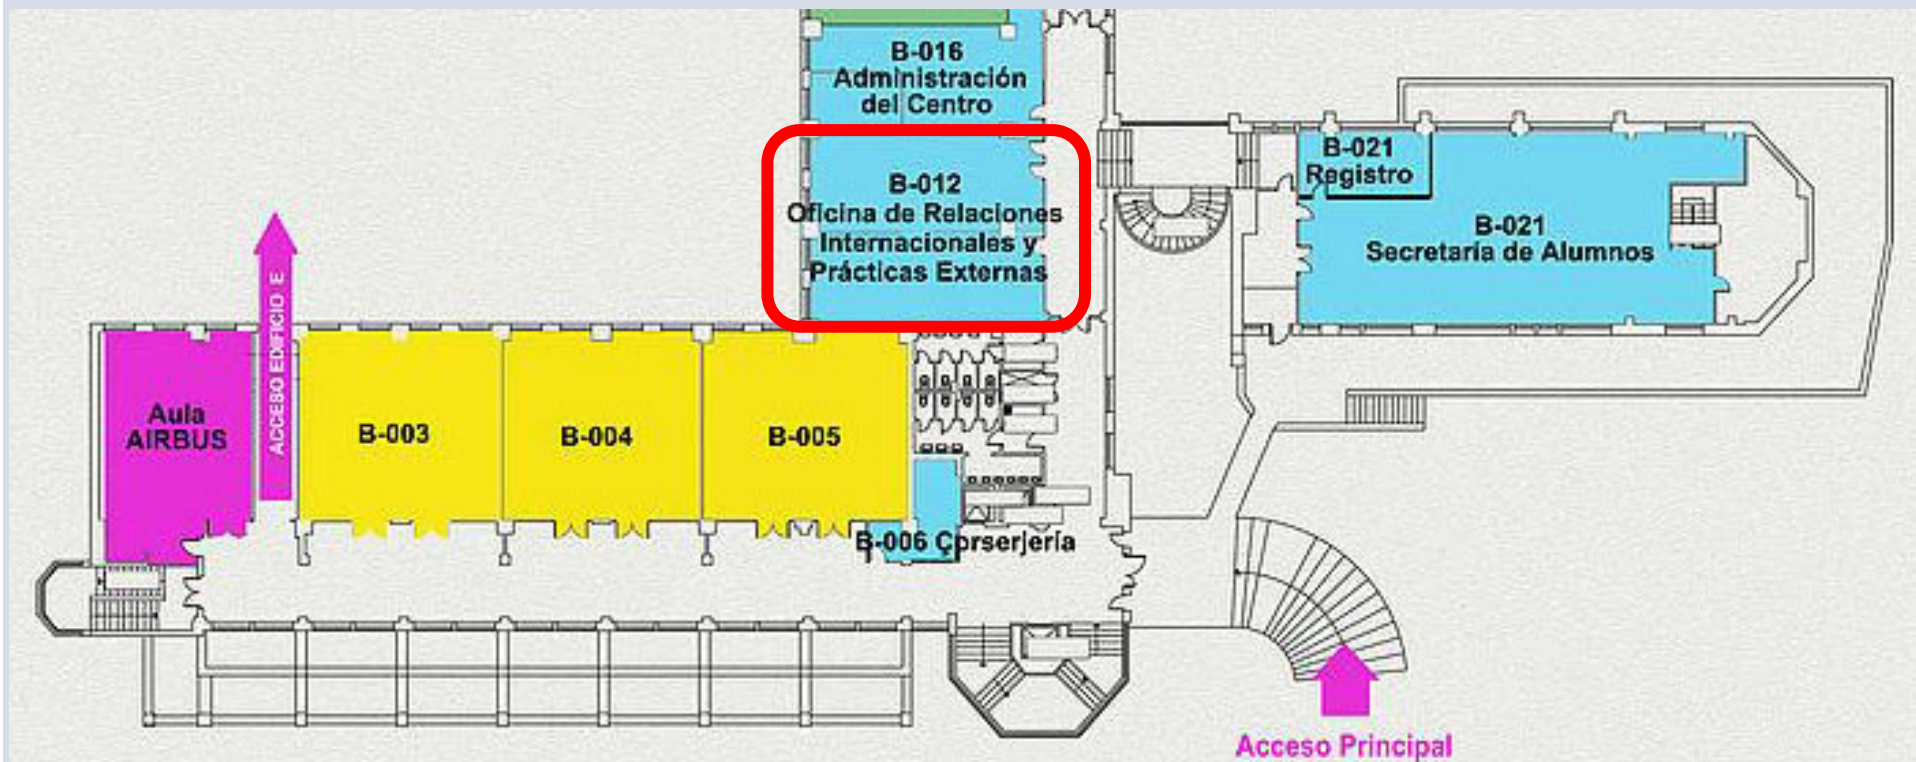 B-016
Administración
del Centro
B-012
Oficina de Relaciones
Internacionales y
Prácticas Externas
B-021
Registro
B-021
Secretaría de Alumnos
ACCESO EDIFICIO E
Aula
AIRBUS
B-003
B-004
B-005
B-006 Corserjería
Acceso Principal